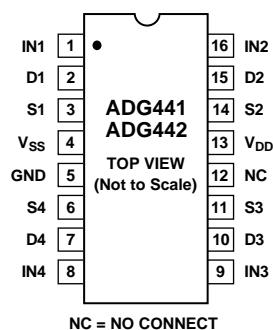 IN1 1 16 IN2
D1 2 15 D2
S1 3 ADG441 14 S2
ADG442
VSS 4 13 VDD
TOP VIEW
GND 5 (Not to Scale) 12 NC
S4 6 11 S3
D4 7 10 D3
IN4 8 9 IN3
NC = NO CONNECT